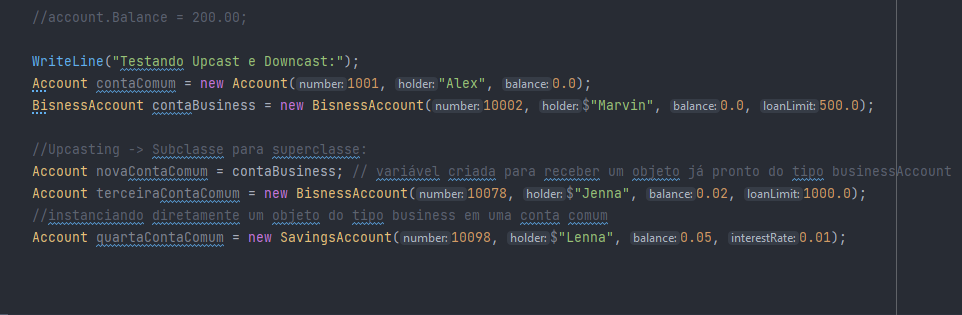 //account.Balance = 200.00;
WriteLine("Testando Upcast e Downcast:");
Account contaComum = new Account( number: 1001, holder: "Alex", balance: 0.0);
BisnessAccount contaBusiness = new BisnessAccount( number: 10002, holder: $"Marvin", balance: 0.0, loanLimit: 500.0);
//Upcasting -> Subclasse para superclasse:
Account novaContaComum = contaBusiness; // variável criada para receber um objeto já pronto do tipo businessAccount
Account terceiraContaComum = new BisnessAccount( number: 10078, holder: $"Jenna", balance: 0.02, loanLimit: 1000.0);
//instanciando diretamente um objeto do tipo business em uma conta comum
Account quartaContaComum = new SavingsAccount( number: 10098, holder: $"Lenna", balance: 0.05, interestRate: 0.01);